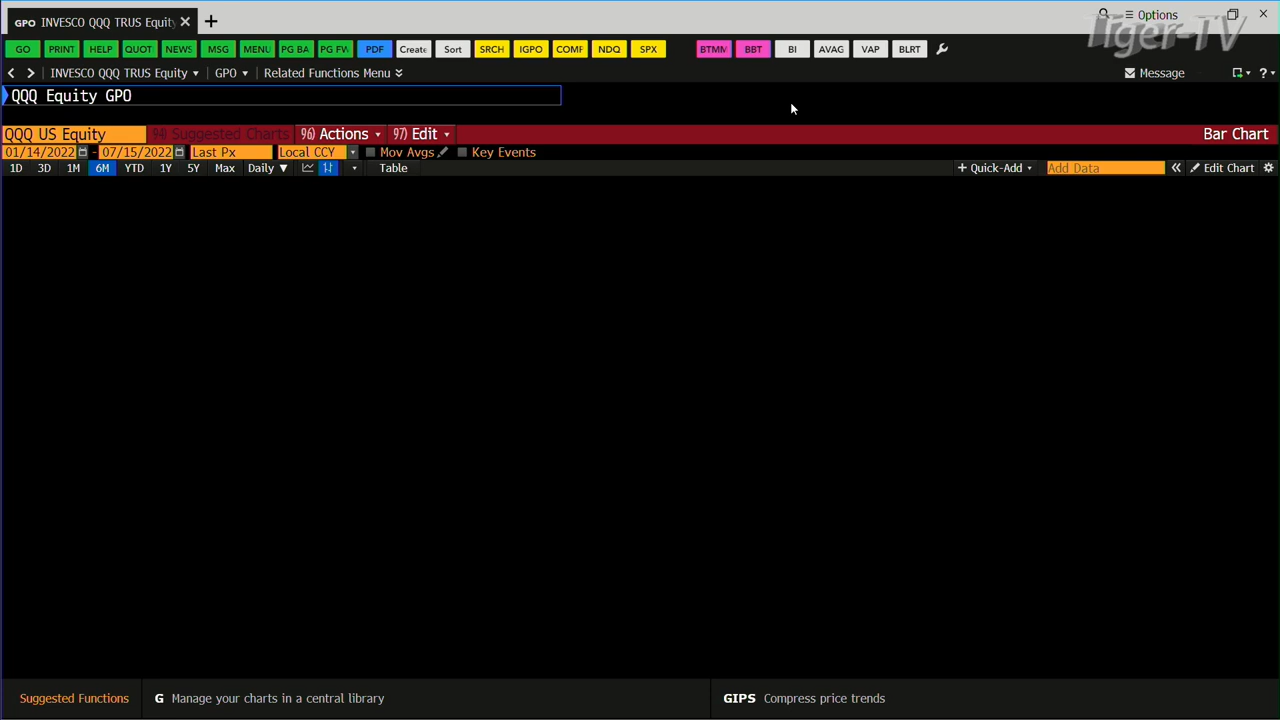 GPO INVESCO QQQ TRUS Equity
Options
Tiger-TV
GO PRINT HELP QUOT NEWS MSG MENU PG BA PG FW PDF Create Sort SRCH IGPO COMF NDQ SPX BTMM BBT BI AVAG VAP BLRT
INVESCO QQQ TRUS Equity GPO Related Functions Menu Message ?
QQQ Equity GPO
QQQ US Equity 94) Suggested Charts 96) Actions 97) Edit Bar Chart
01/14/2022 - 07/15/2022 Last Px Local CCY Mov Avgs Key Events
1D 3D 1M 6M YTD 1Y 5Y Max Daily ▼ Table + Quick-Add Add Data « Edit Chart
Suggested Functions G Manage your charts in a central library GIPS Compress price trends